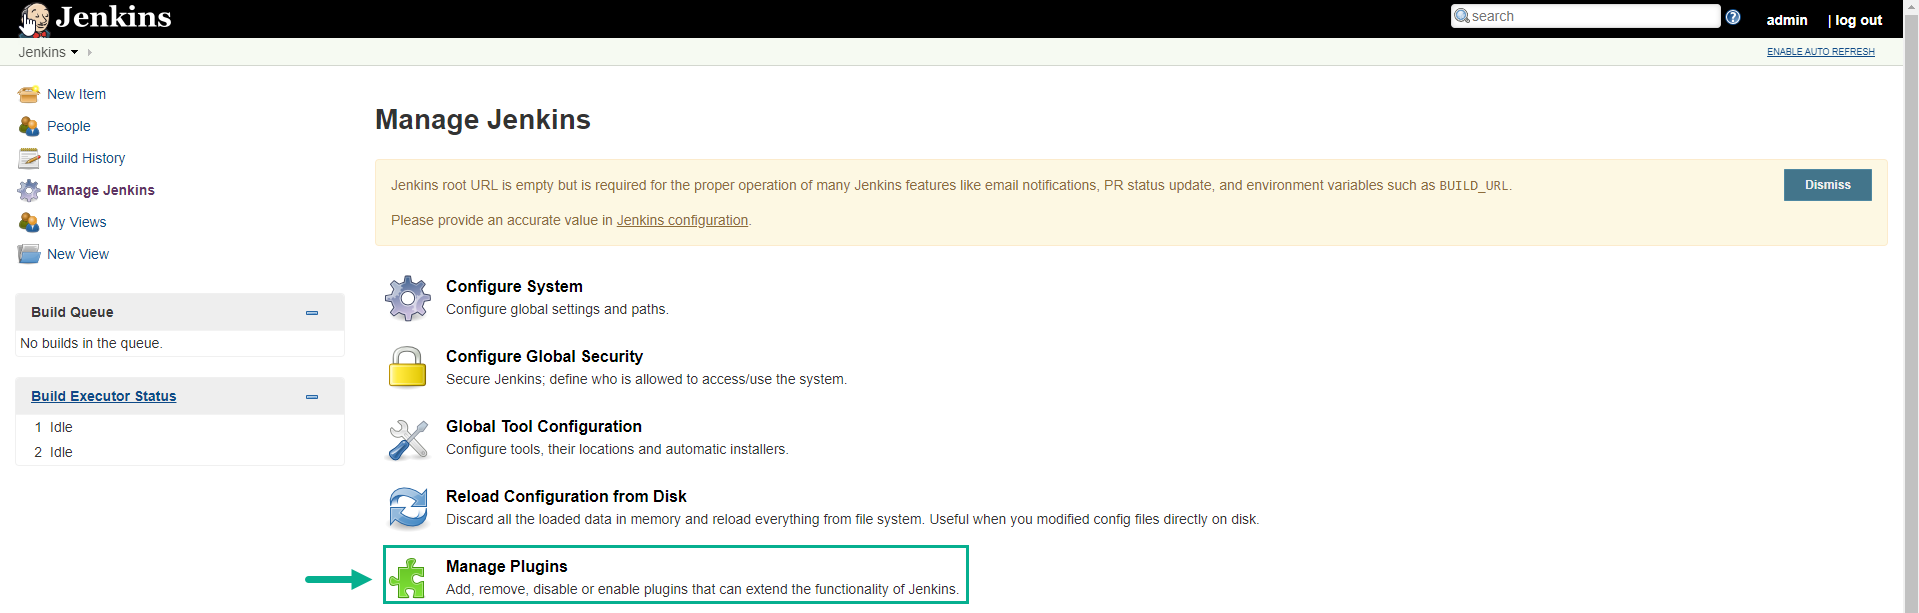 Jenkins
search
admin
| log out
Jenkins
ENABLE AUTO REFRESH
New Item
People
Build History
Manage Jenkins
My Views
New View
Build Queue
No builds in the queue.
Build Executor Status
1 Idle
2 Idle
Manage Jenkins
Jenkins root URL is empty but is required for the proper operation of many Jenkins features like email notifications, PR status update, and environment variables such as BUILD_URL.
Please provide an accurate value in Jenkins configuration.
Dismiss
Configure System
Configure global settings and paths.
Configure Global Security
Secure Jenkins; define who is allowed to access/use the system.
Global Tool Configuration
Configure tools, their locations and automatic installers.
Reload Configuration from Disk
Discard all the loaded data in memory and reload everything from file system. Useful when you modified config files directly on disk.
Manage Plugins
Add, remove, disable or enable plugins that can extend the functionality of Jenkins.